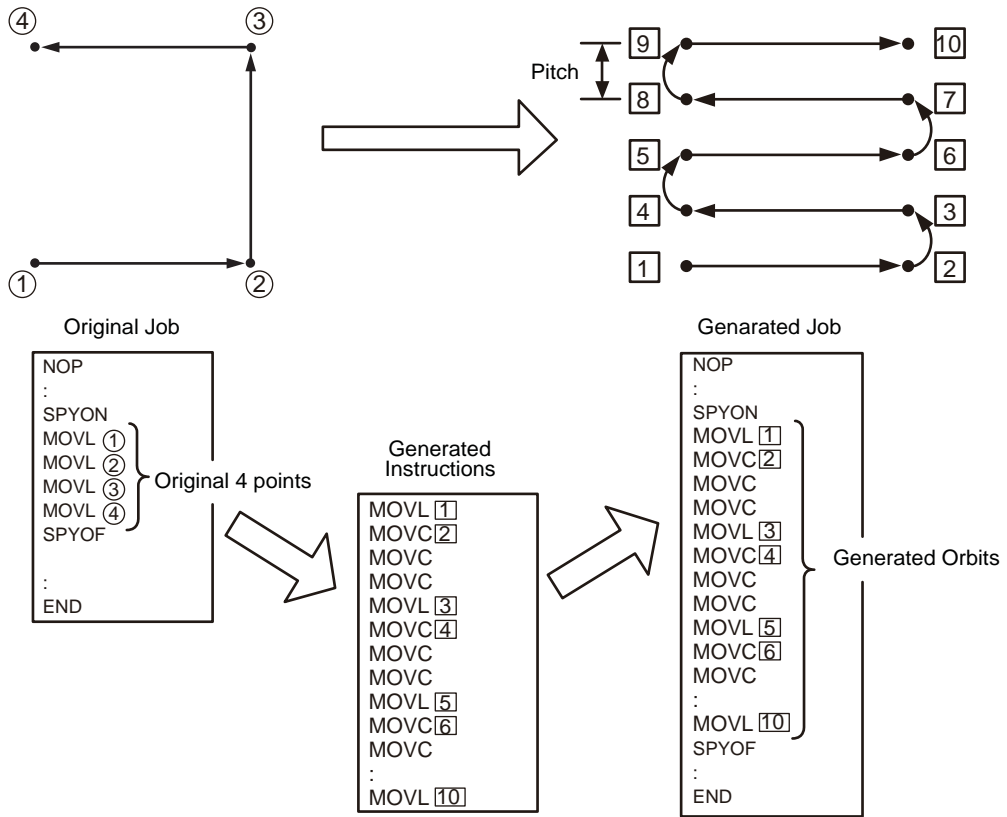 ④
③
①
②
Pitch
9
10
8
7
5
6
4
3
1
2
Original Job
NOP
:
SPYON
MOVL ①
MOVL ②
MOVL ③
MOVL ④
SPYOF
:
END
Original 4 points
Generated
Instructions
MOVL 1
MOVC 2
MOVC
MOVC
MOVL 3
MOVC 4
MOVC
MOVC
MOVL 5
MOVC 6
MOVC
:
MOVL 10
Genarated Job
NOP
:
SPYON
MOVL 1
MOVC 2
MOVC
MOVC
MOVL 3
MOVC 4
MOVC
MOVC
MOVL 5
MOVC 6
MOVC
:
MOVL 10
SPYOF
:
END
Generated Orbits